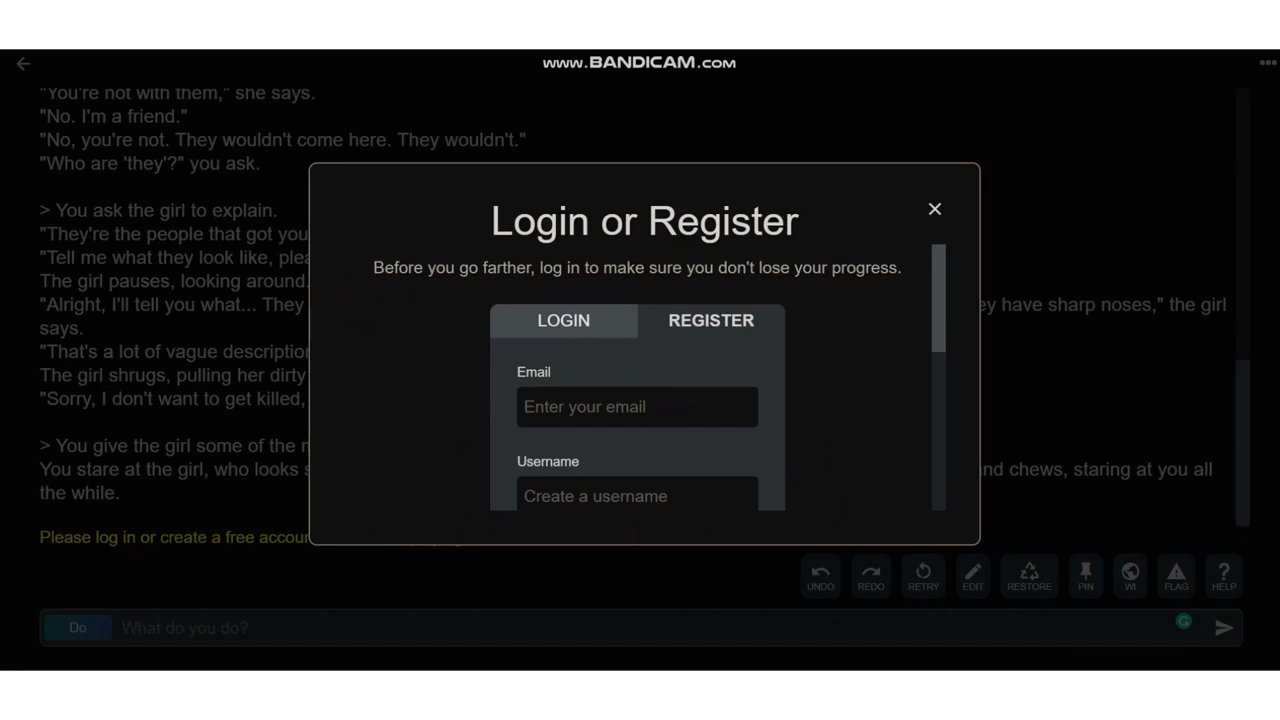 www.BANDICAM.com
"You're not with them," she says.
"No. I'm a friend."
"No, you're not. They wouldn't come here. They wouldn't."
"Who are 'they'?" you ask.
> You ask the girl to explain.
"They're the people that got you
"Tell me what they look like,
The girl pauses, looking around.
"Alright, I'll tell you what... They have sharp noses," the girl
says.
"That's a lot of vague
The girl shrugs, pulling her dirty
"Sorry, I don't want to get killed,
> You give the girl some of the
You stare at the girl, who looks and chews, staring at you all
the while.
Please log in or create a free
Login or Register
Before you go farther, log in to make sure you don't lose your progress.
LOGIN REGISTER
Email
Enter your email
Username
Create a username
UNDO REDO RETRY EDIT RESTORE PIN WI FLAG HELP
Do What do you do?